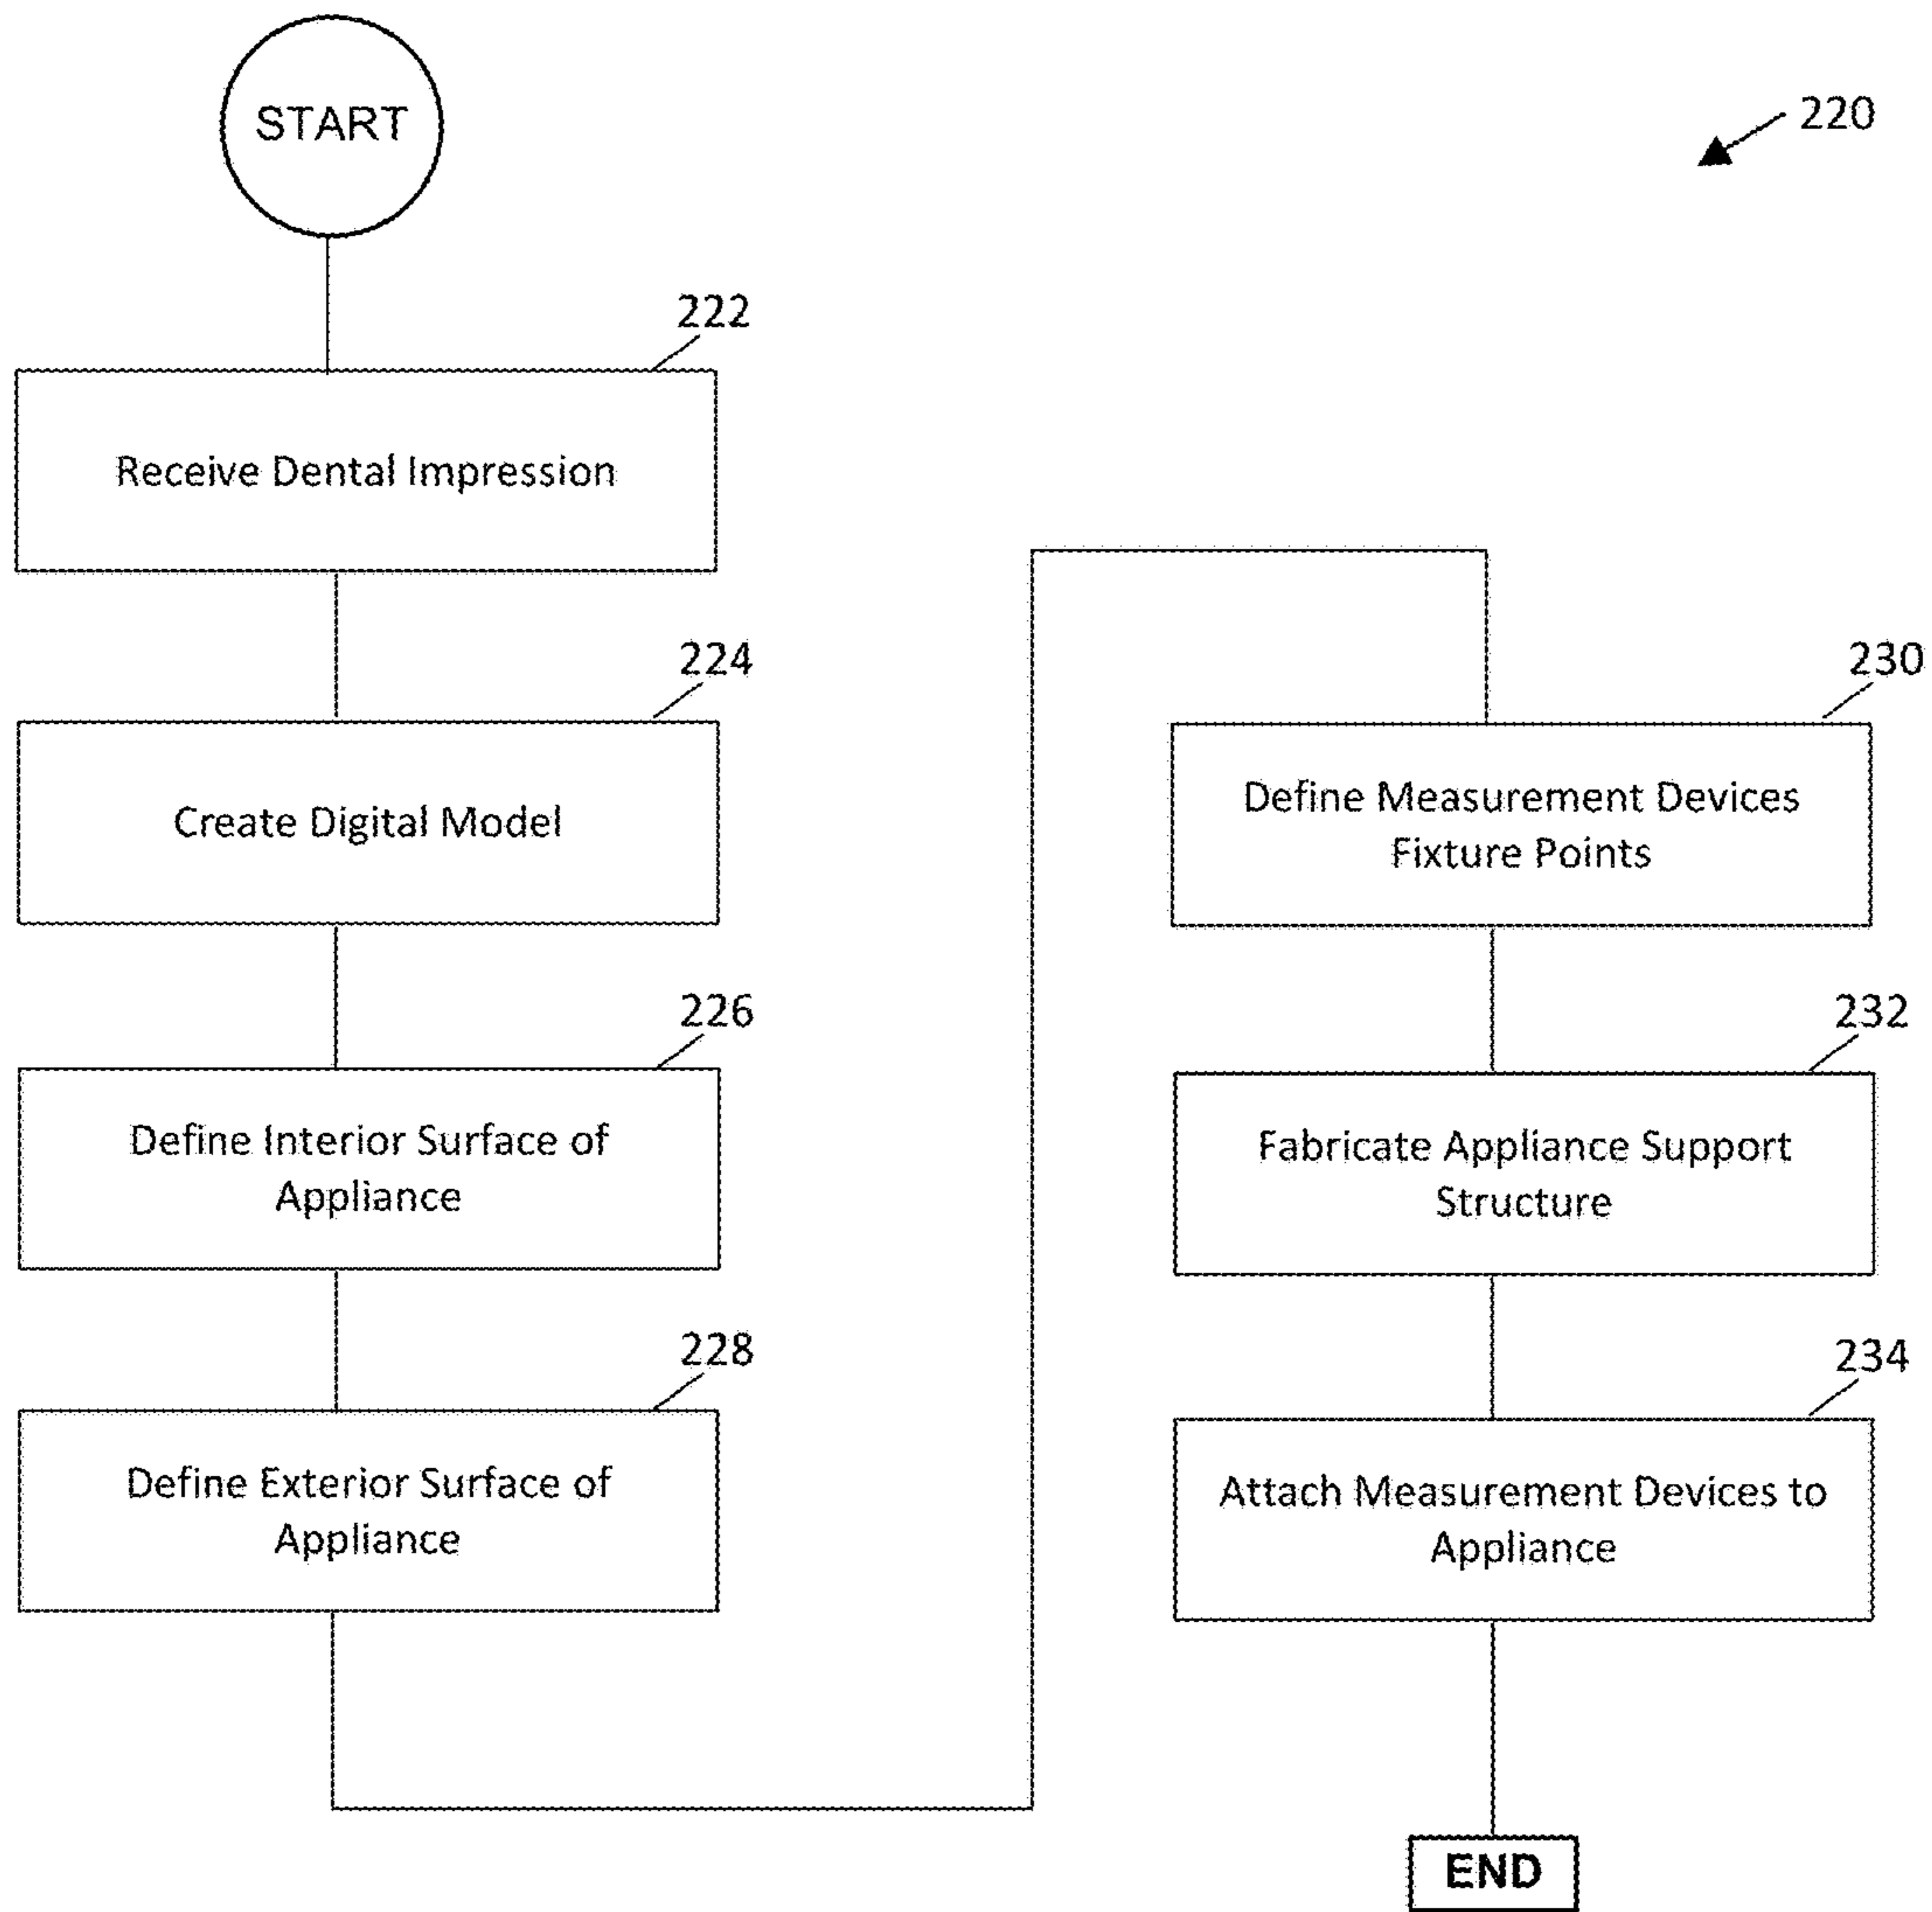 START
220
222
Receive Dental Impression
224
Create Digital Model
226
Define Interior Surface of
Appliance
228
Define Exterior Surface of
Appliance
230
Define Measurement Devices
Fixture Points
232
Fabricate Appliance Support
Structure
234
Attach Measurement Devices to
Appliance
END